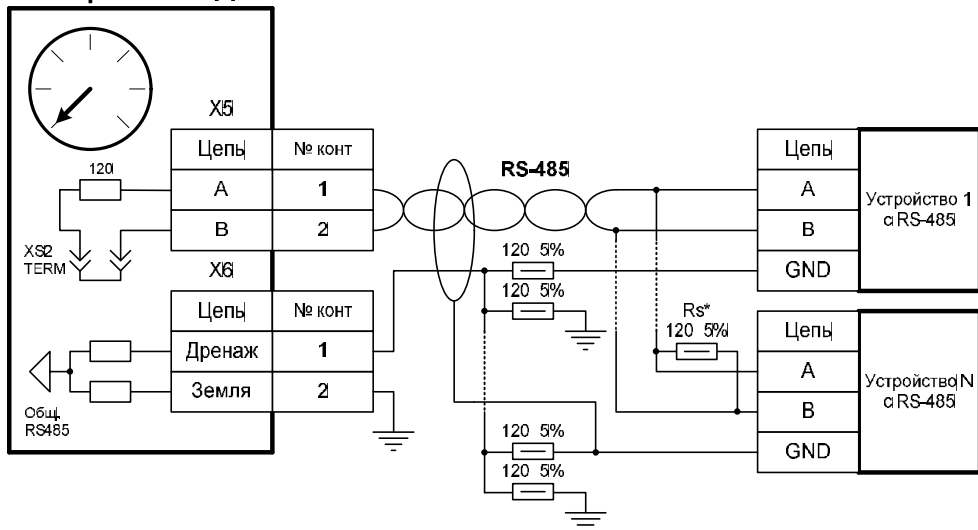 X5
Цепь № конт
120
A 1
B 2
XS2
TERM
X6
Цепь № конт
Дренаж 1
Земля 2
Общ.
RS485
RS-485
120 5%
120 5%
Rs*
120 5%
120 5%
120 5%
Цепь
A
B
GND
Устройство 1
с RS-485
Цепь
A
B
GND
Устройство N
с RS-485